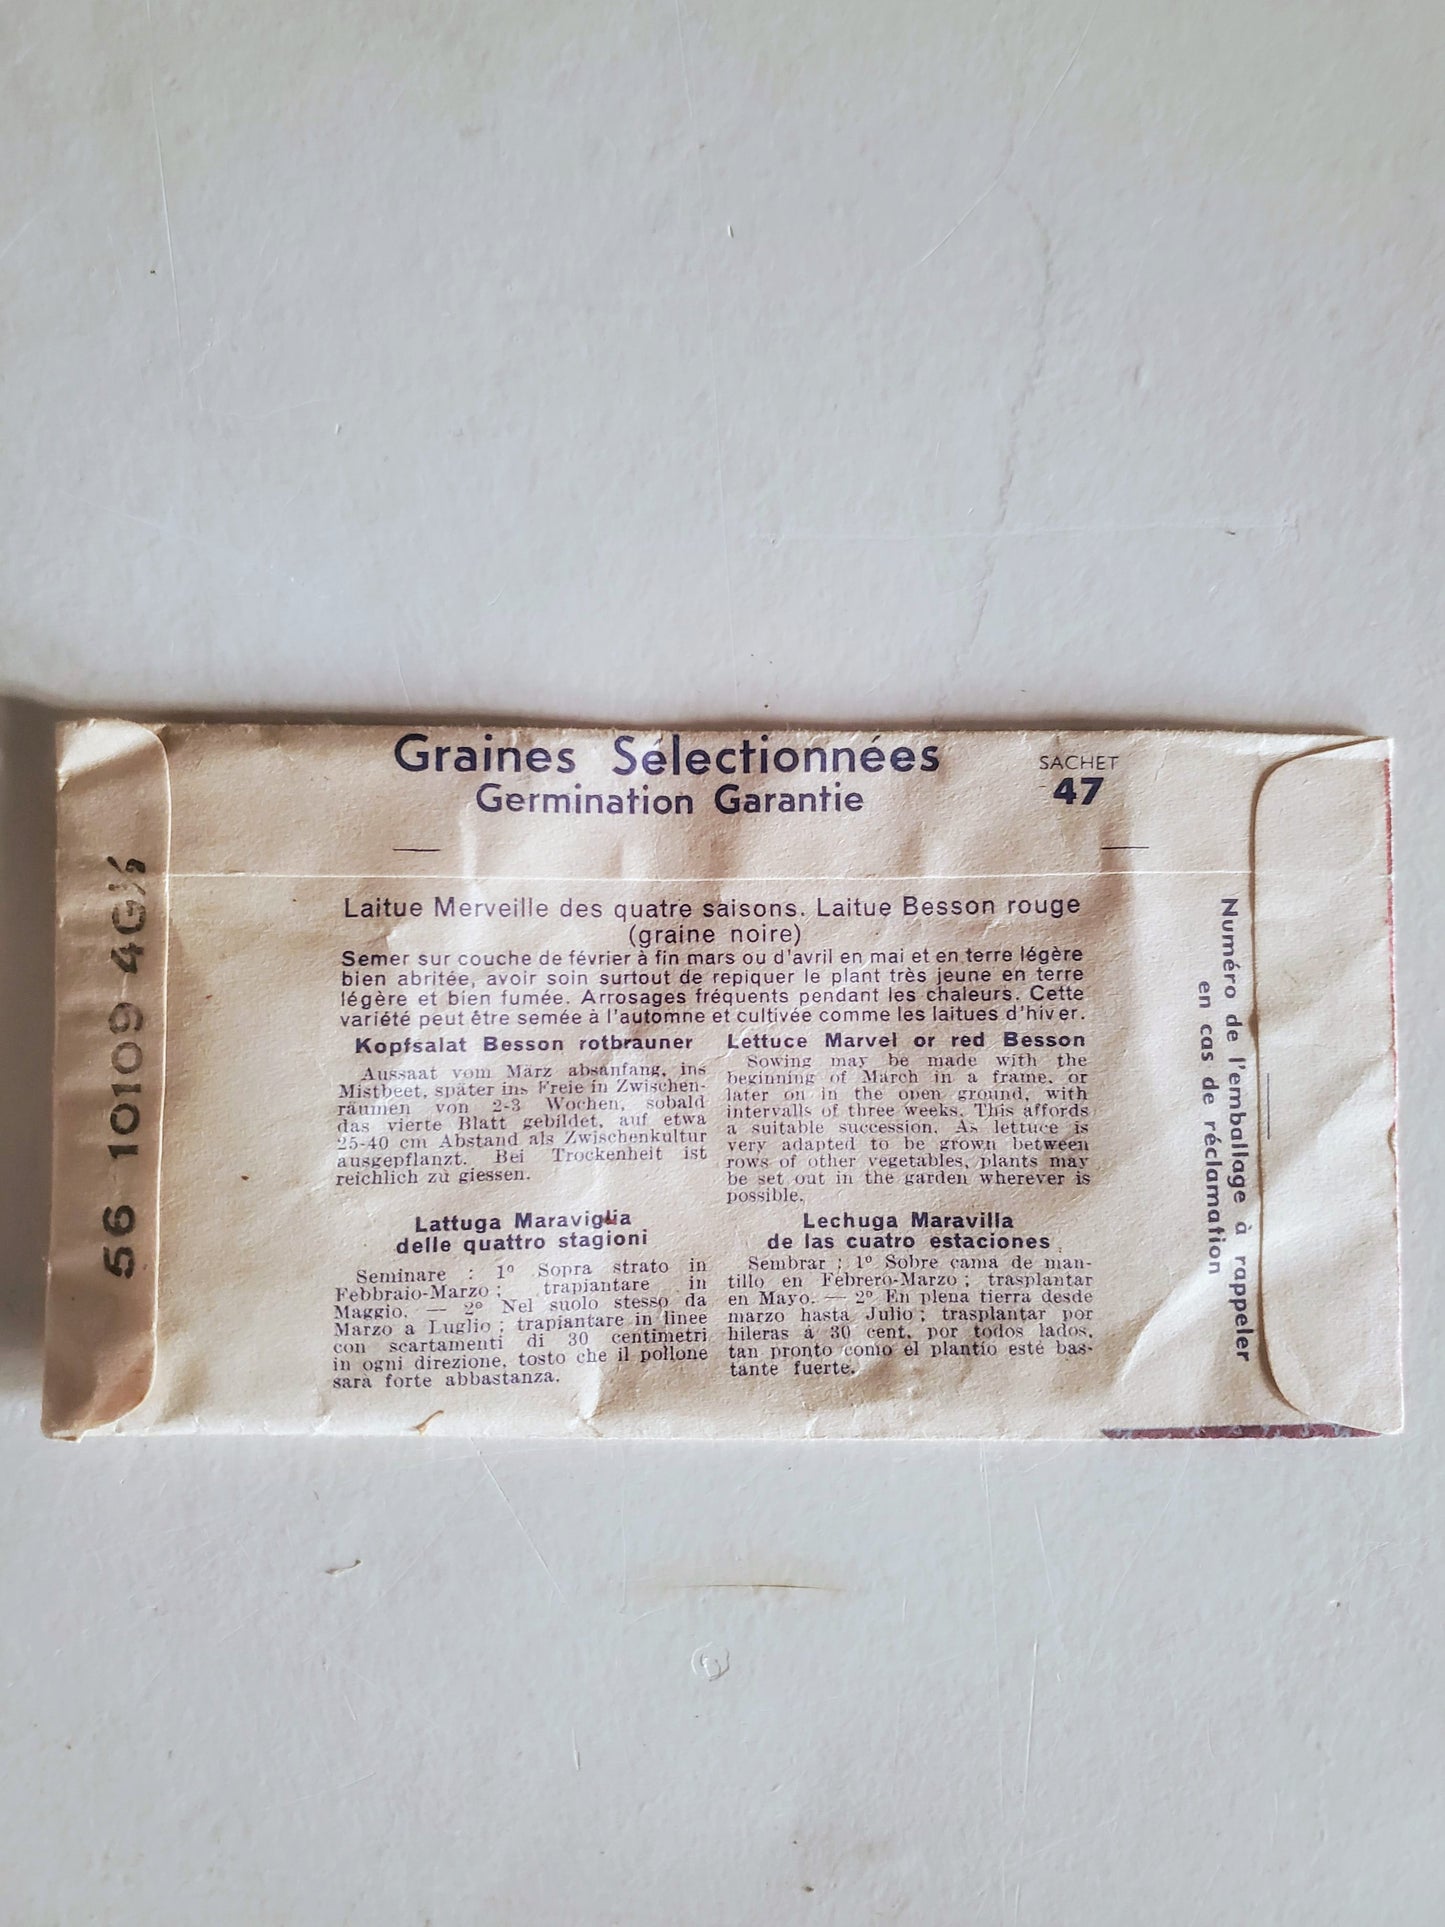 Graines Sélectionnées
Germination Garantie
SACHET
47
Laitue Merveille des quatre saisons. Laitue Besson rouge
(graine noire)
Semer sur couche de février à fin mars ou d'avril en mai et en terre légère
bien abritée, avoir soin surtout de repiquer le plant très jeune en terre
légère et bien fumée. Arrosages fréquents pendant les chaleurs. Cette
variété peut être semée à l'automne et cultivée comme les laitues d'hiver.
Kopfsalat Besson rotbrauner
Aussaat vom März absanfang, ins
Mistbeet, später ins Freie in Zwischen-
räumen von 2-3 Wochen, sobald
das vierte Blatt gebildet, auf etwa
25-40 cm Abstand als Zwischenkultur
ausgepflanzt. Bei Trockenheit ist
reichlich zu giessen.
Lettuce Marvel or red Besson
Sowing may be made with the
beginning of March in a frame, or
later on in the open ground, with
intervalls of three weeks. This affords
a suitable succession. As lettuce is
very adapted to be grown between
rows of other vegetables, plants may
be set out in the garden wherever is
possible.
Lattuga Maraviglia
delle quattro stagioni
Seminare : 1º Sopra strato in
Febbraio-Marzo ; trapiantare in
Maggio. — 2º Nel suolo stesso da
Marzo a Luglio ; trapiantare in linee
con scartamenti di 30 centimetri
in ogni direzione, tosto che il pollone
sarà forte abbastanza.
Lechuga Maravilla
de las cuatro estaciones
Sembrar : 1º Sobre cama de man-
tillo en Febrero-Marzo ; trasplantar
en Mayo. — 2º En plena tierra desde
marzo hasta Julio ; trasplantar por
hileras á 30 cent. por todos lados,
tan pronto como el plantío esté bas-
tante fuerte.
Numéro de l'emballage à rappeler
en cas de réclamation
56 10109 4G½